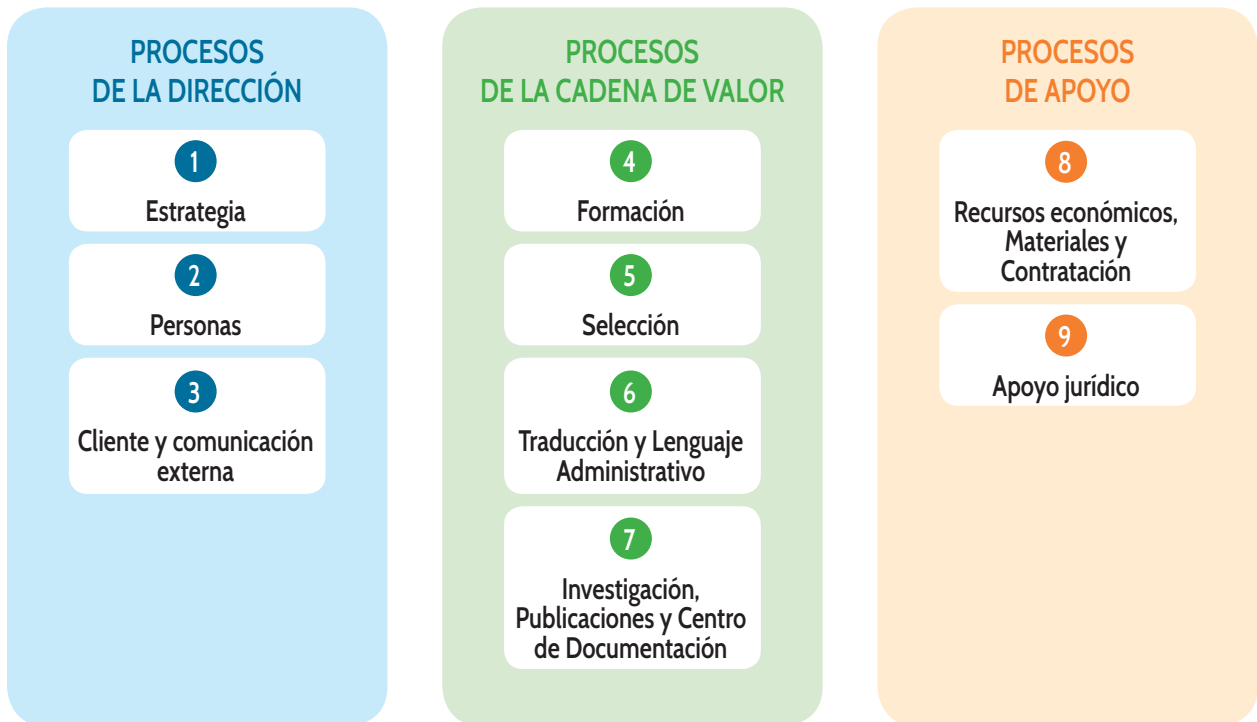 PROCESOS
DE LA DIRECCIÓN
1
Estrategia
2
Personas
3
Cliente y comunicación
externa
PROCESOS
DE LA CADENA DE VALOR
4
Formación
5
Selección
6
Traducción y Lenguaje
Administrativo
7
Investigación,
Publicaciones y Centro
de Documentación
PROCESOS
DE APOYO
8
Recursos económicos,
Materiales y
Contratación
9
Apoyo jurídico